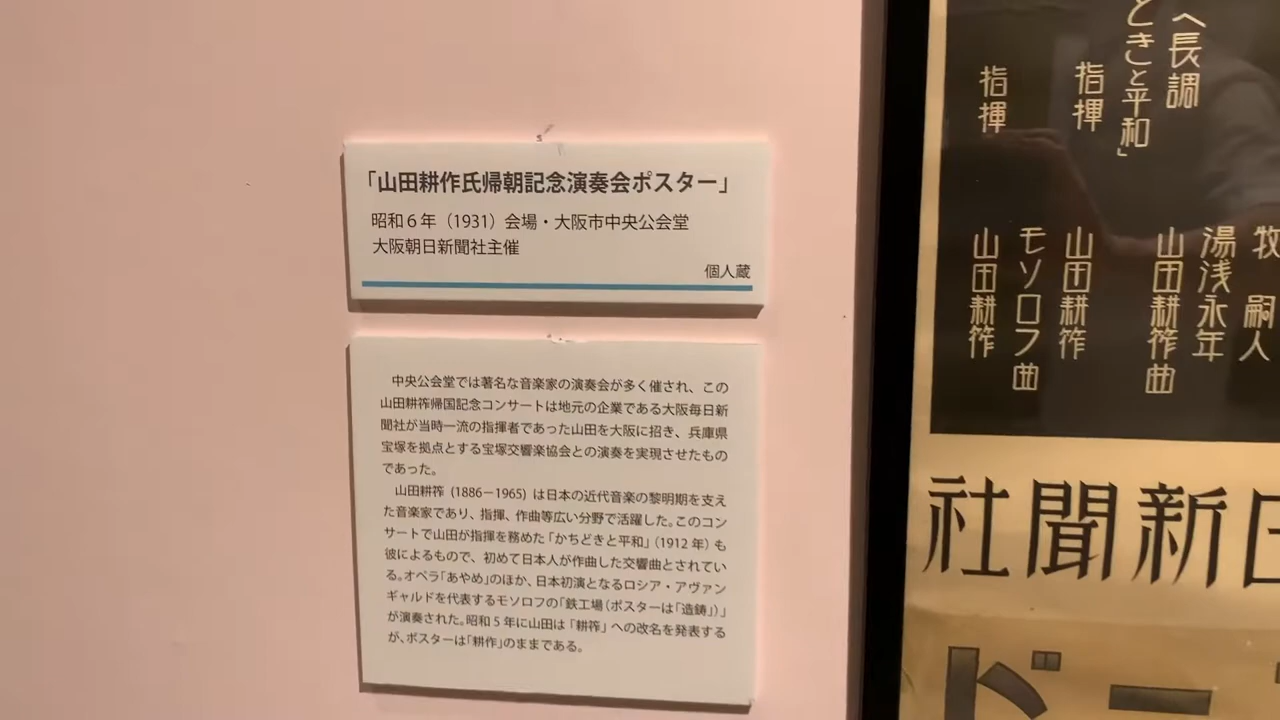 「山田耕作氏帰朝記念演奏会ポスター」
昭和6年（1931）会場・大阪市中央公会堂
大阪朝日新聞社主催
個人蔵
中央公会堂では著名な音楽家の演奏会が多く催され、この
山田耕筰帰国記念コンサートは地元の企業である大阪毎日新
聞社が当時一流の指揮者であった山田を大阪に招き、兵庫県
宝塚を拠点とする宝塚交響楽協会との演奏を実現させたもの
であった。
山田耕筰（1886－1965）は日本の近代音楽の黎明期を支え
た音楽家であり、指揮、作曲等広い分野で活躍した。このコン
サートで山田が指揮を務めた「かちどきと平和」（1912年）も
彼によるもので、初めて日本人が作曲した交響曲とされてい
る。オペラ「あやめ」のほか、日本初演となるロシア・アヴァン
ギャルドを代表するモソロフの「鉄工場（ポスターは「造鋳」）」
が演奏された。昭和5年に山田は「耕筰」への改名を発表する
が、ポスターは「耕作」のままである。
へ長調
どきと平和」
指揮
指揮
牧 嗣人
湯浅永年
山田耕筰曲
山田耕筰
モソロフ曲
山田耕筰
社聞新日
ドー